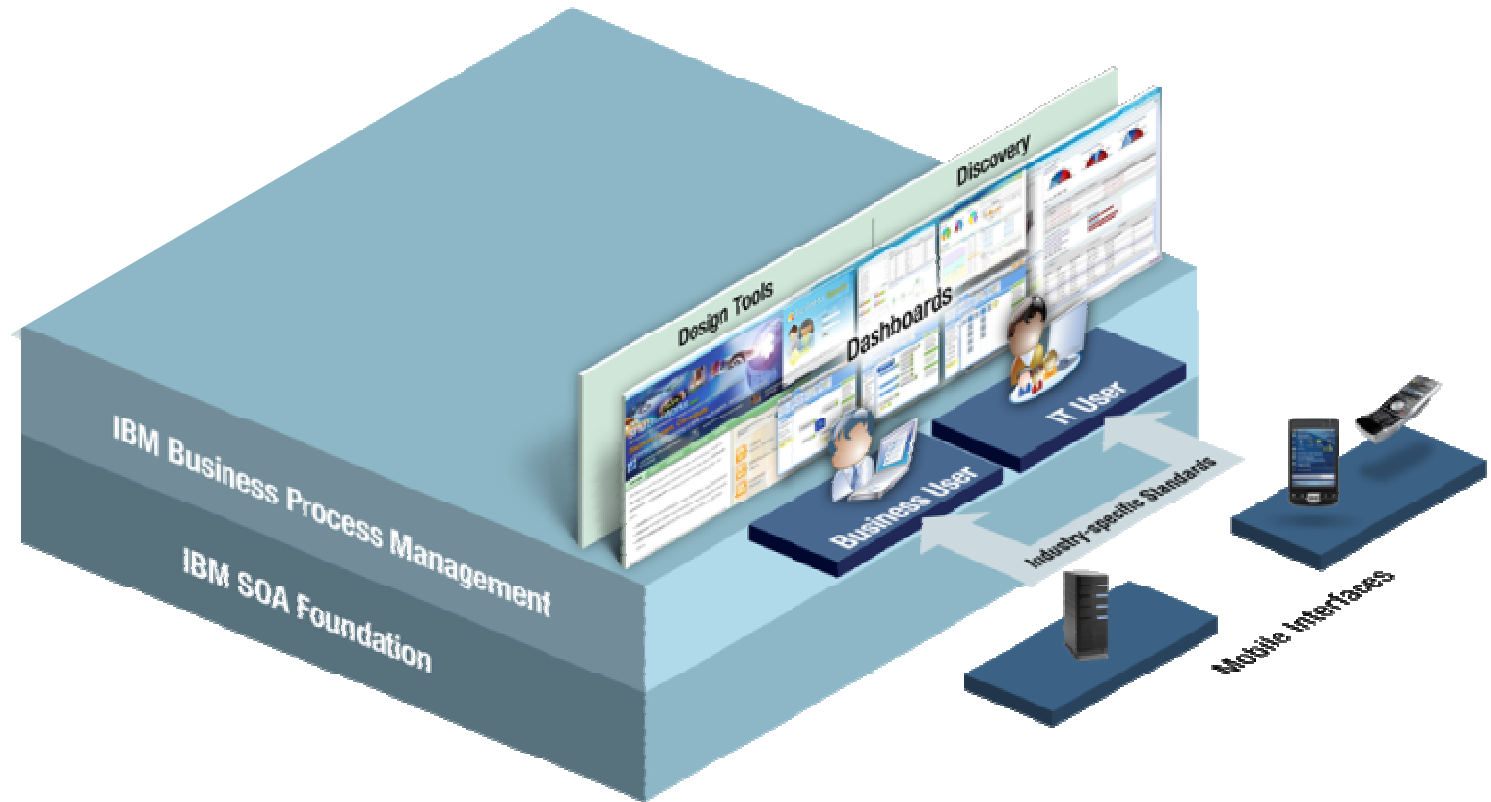 Discovery
Design Tools
Dashboards
IT User
Business User
Industry-specific Standards
Mobile Interfaces
IBM Business Process Management
IBM SOA Foundation